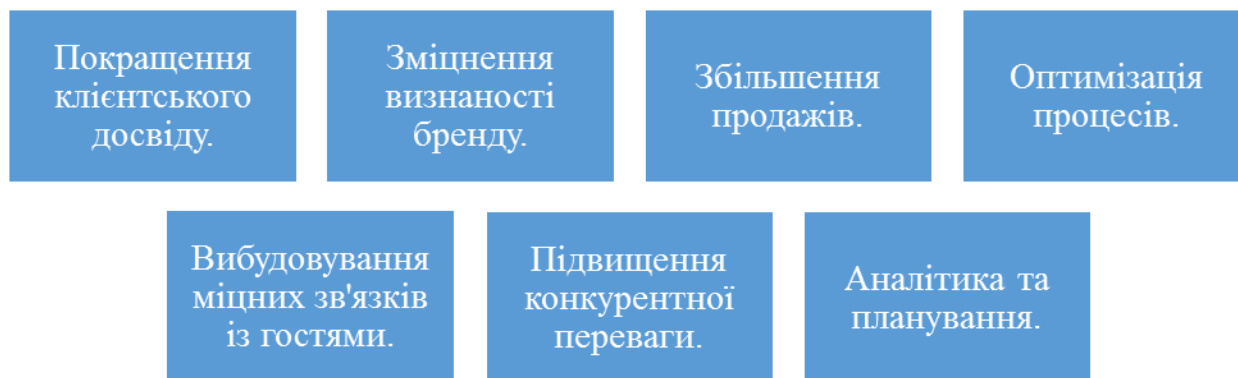 Покращення
клієнтського
досвіду.
Зміцнення
визнаності
бренду.
Збільшення
продажів.
Оптимізація
процесів.
Вибудовування
міцних зв'язків
із гостями.
Підвищення
конкурентної
переваги.
Аналітика та
планування.